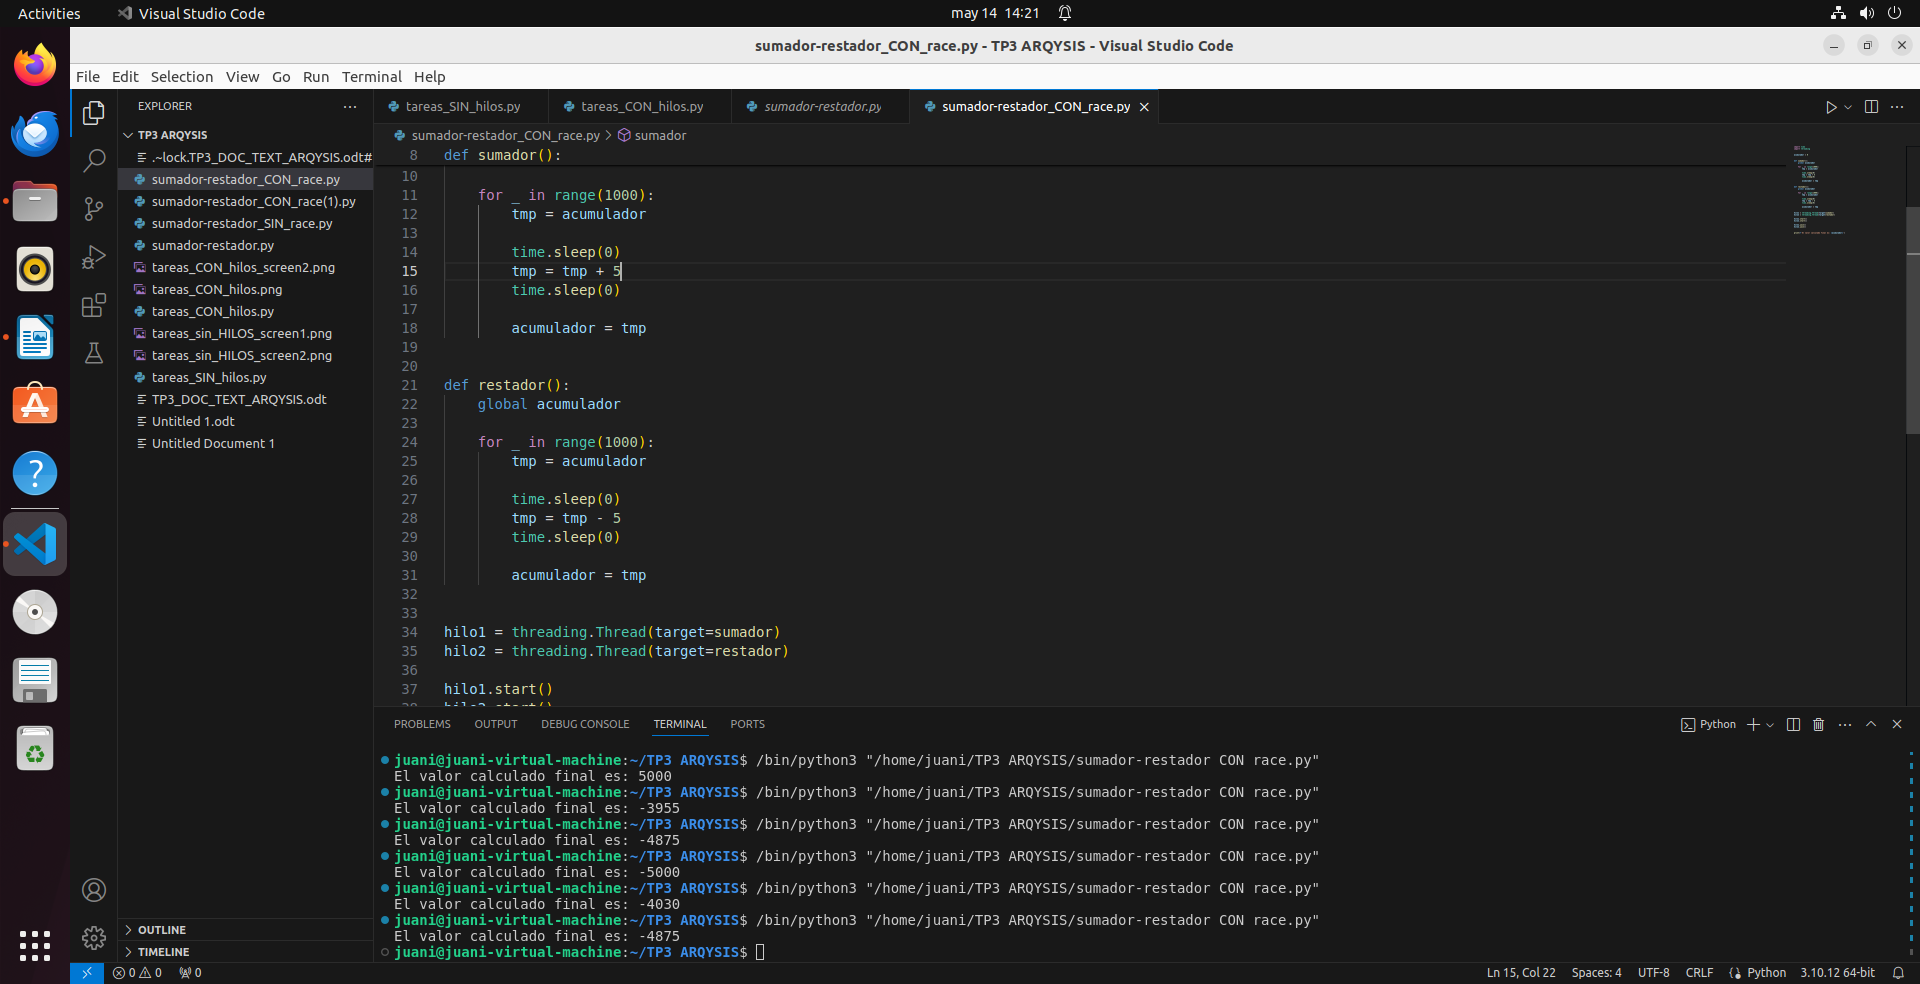 Activities
Visual Studio Code
may 14 14:21
sumador-restador_CON_race.py - TP3 ARQYSIS - Visual Studio Code
File Edit Selection View Go Run Terminal Help
EXPLORER
TP3 ARQYSIS
.~lock.TP3_DOC_TEXT_ARQYSIS.odt#
sumador-restador_CON_race.py
sumador-restador_CON_race(1).py
sumador-restador_SIN_race.py
sumador-restador.py
tareas_CON_hilos_screen2.png
tareas_CON_hilos.png
tareas_CON_hilos.py
tareas_sin_HILOS_screen1.png
tareas_sin_HILOS_screen2.png
tareas_SIN_hilos.py
TP3_DOC_TEXT_ARQYSIS.odt
Untitled 1.odt
Untitled Document 1
OUTLINE
TIMELINE
tareas_SIN_hilos.py
tareas_CON_hilos.py
sumador-restador.py
sumador-restador_CON_race.py
sumador-restador_CON_race.py > sumador
8 def sumador():
10
11 for _ in range(1000):
12 tmp = acumulador
13
14 time.sleep(0)
15 tmp = tmp + 5
16 time.sleep(0)
17
18 acumulador = tmp
19
20
21 def restador():
22 global acumulador
23
24 for _ in range(1000):
25 tmp = acumulador
26
27 time.sleep(0)
28 tmp = tmp - 5
29 time.sleep(0)
30
31 acumulador = tmp
32
33
34 hilo1 = threading.Thread(target=sumador)
35 hilo2 = threading.Thread(target=restador)
36
37 hilo1.start()
38 hilo2.start()
PROBLEMS OUTPUT DEBUG CONSOLE TERMINAL PORTS
Python
juani@juani-virtual-machine:~/TP3 ARQYSIS$ /bin/python3 "/home/juani/TP3 ARQYSIS/sumador-restador CON race.py"
El valor calculado final es: 5000
juani@juani-virtual-machine:~/TP3 ARQYSIS$ /bin/python3 "/home/juani/TP3 ARQYSIS/sumador-restador CON race.py"
El valor calculado final es: -3955
juani@juani-virtual-machine:~/TP3 ARQYSIS$ /bin/python3 "/home/juani/TP3 ARQYSIS/sumador-restador CON race.py"
El valor calculado final es: -4875
juani@juani-virtual-machine:~/TP3 ARQYSIS$ /bin/python3 "/home/juani/TP3 ARQYSIS/sumador-restador CON race.py"
El valor calculado final es: -5000
juani@juani-virtual-machine:~/TP3 ARQYSIS$ /bin/python3 "/home/juani/TP3 ARQYSIS/sumador-restador CON race.py"
El valor calculado final es: -4030
juani@juani-virtual-machine:~/TP3 ARQYSIS$ /bin/python3 "/home/juani/TP3 ARQYSIS/sumador-restador CON race.py"
El valor calculado final es: -4875
juani@juani-virtual-machine:~/TP3 ARQYSIS$
0 0 0
Ln 15, Col 22 Spaces: 4 UTF-8 CRLF Python 3.10.12 64-bit